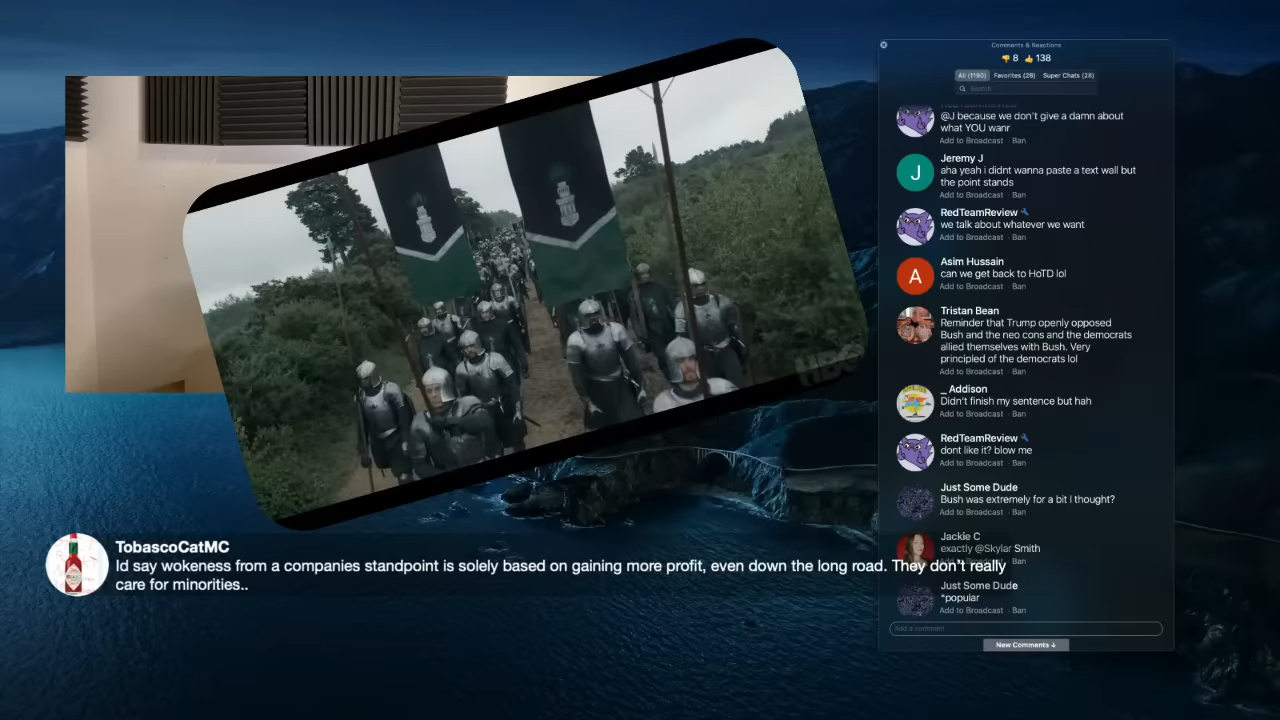 Comments & Reactions
8 138
All (1190) Favorites (28) Super Chats (28)
Search
RedTeamReview
@J because we don't give a damn about
what YOU wanr
Add to Broadcast · Ban
J
Jeremy J
aha yeah i didnt wanna paste a text wall but
the point stands
Add to Broadcast · Ban
RedTeamReview
we talk about whatever we want
Add to Broadcast · Ban
A
Asim Hussain
can we get back to HoTD lol
Add to Broadcast · Ban
Tristan Bean
Reminder that Trump openly opposed
Bush and the neo cons and the democrats
allied themselves with Bush. Very
principled of the democrats lol
Add to Broadcast · Ban
HBO
_ Addison
Didn't finish my sentence but hah
Add to Broadcast · Ban
RedTeamReview
dont like it? blow me
Add to Broadcast · Ban
Just Some Dude
Bush was extremely for a bit I thought?
Add to Broadcast · Ban
Jackie C
exactly @Skylar Smith
Add to Broadcast · Ban
TobascoCatMC
Id say wokeness from a companies standpoint is solely based on gaining more profit, even down the long road. They don't really
care for minorities..
Just Some Dude
*popular
Add to Broadcast · Ban
Add a comment
New Comments ↓